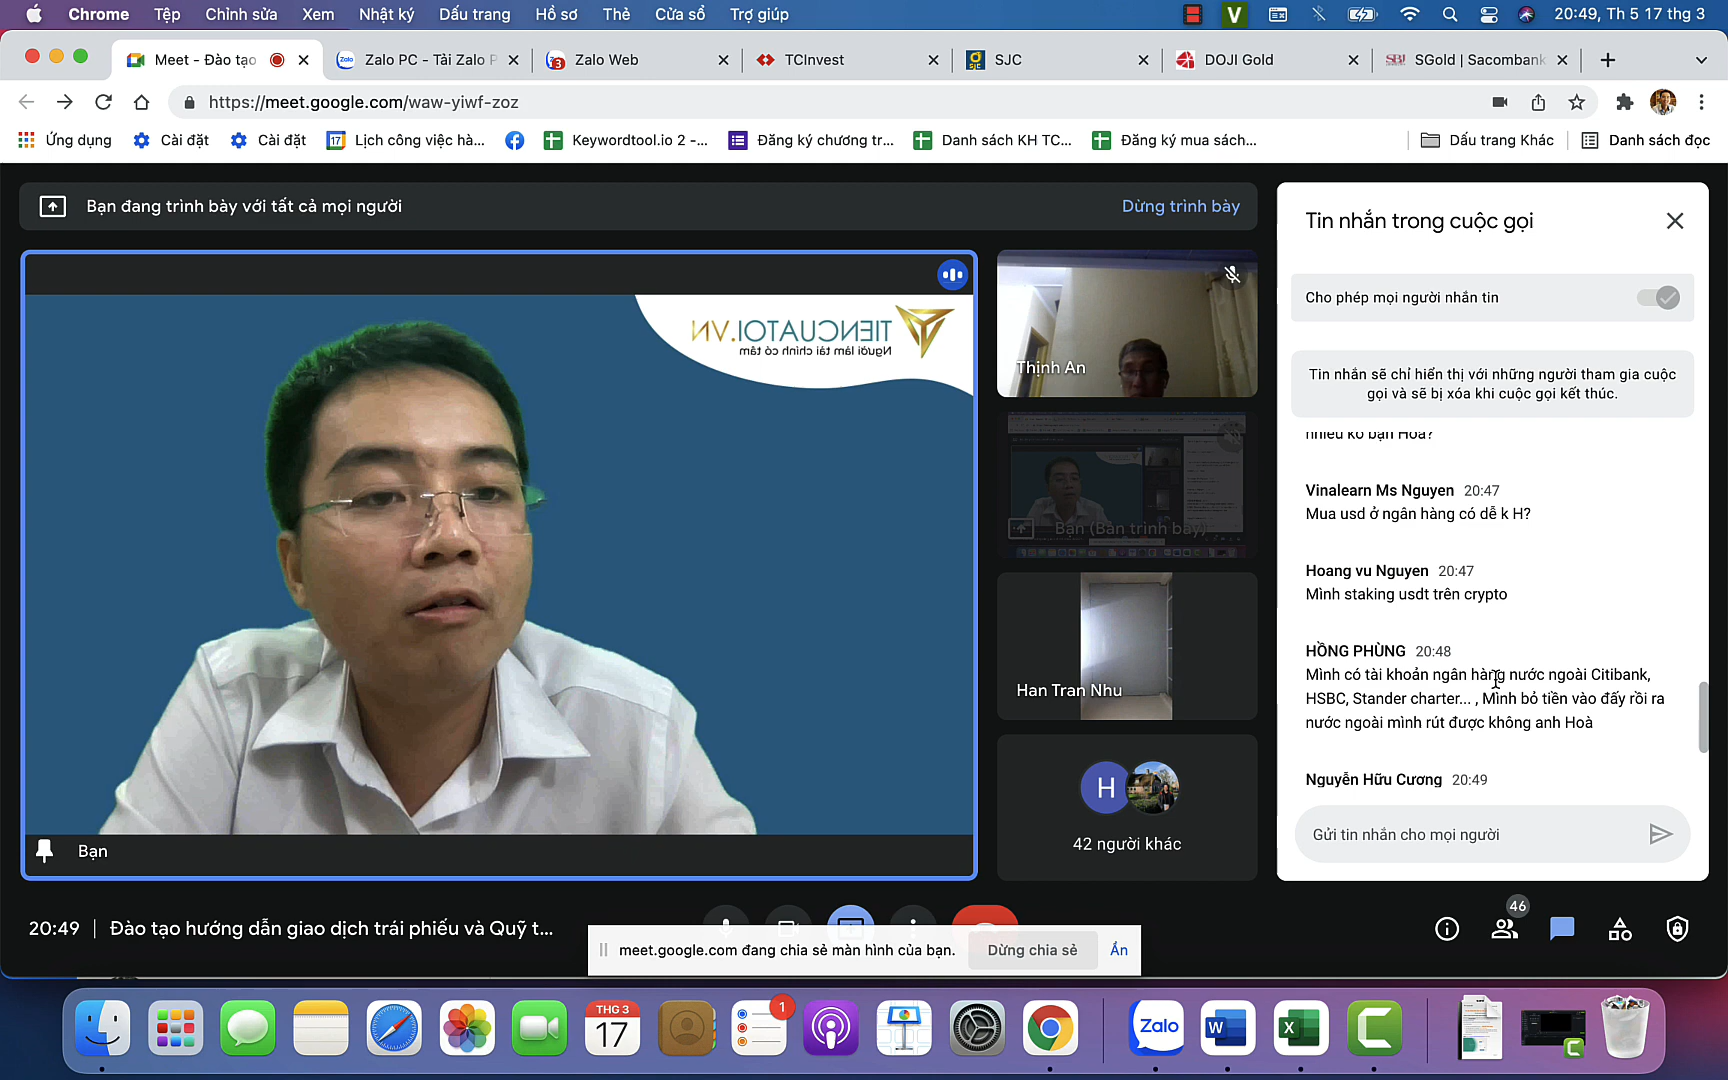 Chrome Tệp Chỉnh sửa Xem Nhật ký Dấu trang Hồ sơ Thẻ Cửa sổ Trợ giúp 20:49, Th 5 17 thg 3
Meet - Đào tạo Zalo PC - Tải Zalo P Zalo Web TCInvest SJC DOJI Gold SGold | Sacombank
https://meet.google.com/waw-yiwf-zoz
Ứng dụng Cài đặt Cài đặt Lịch công việc hà... Keywordtool.io 2 -... Đăng ký chương tr... Danh sách KH TC... Đăng ký mua sách... Dấu trang Khác Danh sách đọc
Bạn đang trình bày với tất cả mọi người Dừng trình bày
TIENCUATOI.VN
Người làm tài chính có tâm
Bạn
Thịnh An
Bạn (Bản trình bày)
Han Tran Nhu
H
42 người khác
Tin nhắn trong cuộc gọi
Cho phép mọi người nhắn tin
Tin nhắn sẽ chỉ hiển thị với những người tham gia cuộc
gọi và sẽ bị xóa khi cuộc gọi kết thúc.
nhiều ko bạn Hoà?
Vinalearn Ms Nguyen 20:47
Mua usd ở ngân hàng có dễ k H?
Hoang vu Nguyen 20:47
Mình staking usdt trên crypto
HỒNG PHÙNG 20:48
Mình có tài khoản ngân hàng nước ngoài Citibank,
HSBC, Stander charter... , Mình bỏ tiền vào đấy rồi ra
nước ngoài mình rút được không anh Hoà
Nguyễn Hữu Cương 20:49
Gửi tin nhắn cho mọi người
20:49 | Đào tạo hướng dẫn giao dịch trái phiếu và Quỹ t...
46
meet.google.com đang chia sẻ màn hình của bạn. Dừng chia sẻ Ẩn
THG 3
17
1
Zalo
W
X